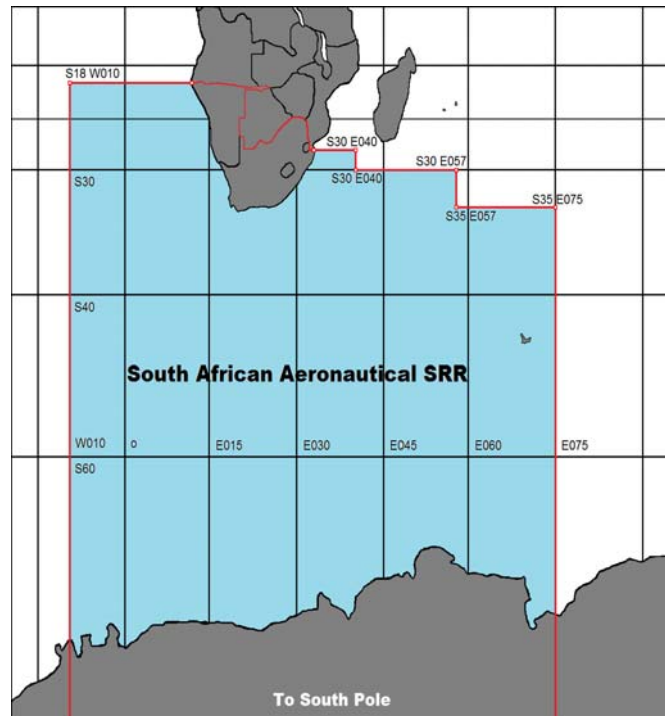 S18 W010
S30 E040
S30 E057
S30
S30 E040
S35 E057
S35 E075
S40
South African Aeronautical SRR
W010
0
E015
E030
E045
E060
E075
S60
To South Pole